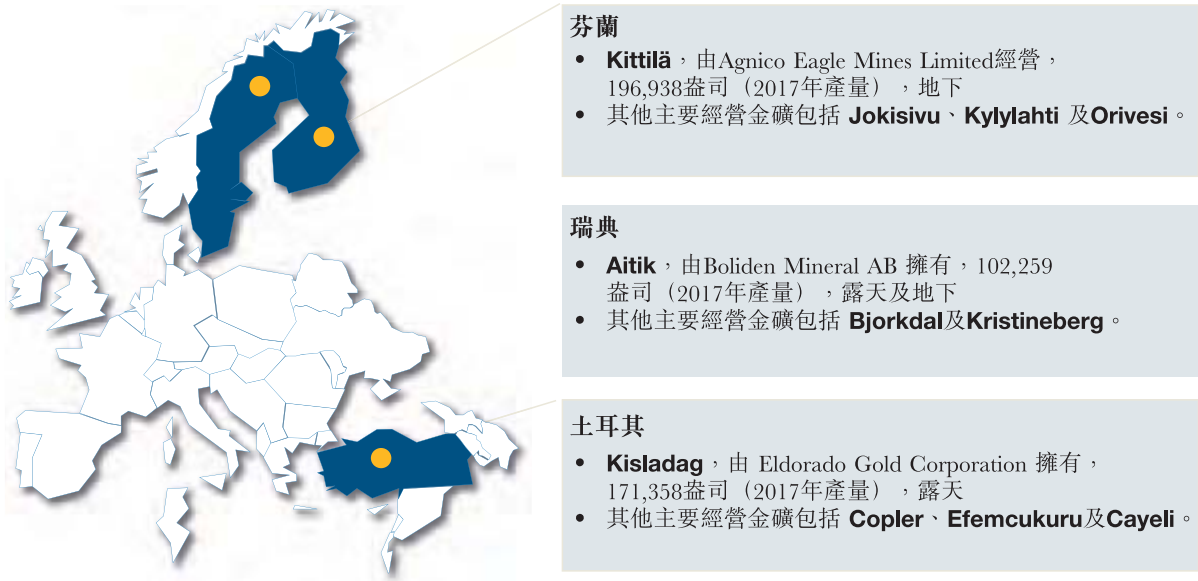 芬蘭
• Kittilä，由Agnico Eagle Mines Limited經營，
196,938盎司（2017年產量），地下
• 其他主要經營金礦包括 Jokisivu、Kylylahti 及Orivesi。
瑞典
• Aitik，由Boliden Mineral AB 擁有，102,259
盎司（2017年產量），露天及地下
• 其他主要經營金礦包括 Bjorkdal及Kristineberg。
土耳其
• Kisladag，由 Eldorado Gold Corporation 擁有，
171,358盎司（2017年產量），露天
• 其他主要經營金礦包括 Copler、Efemcukuru及Cayeli。